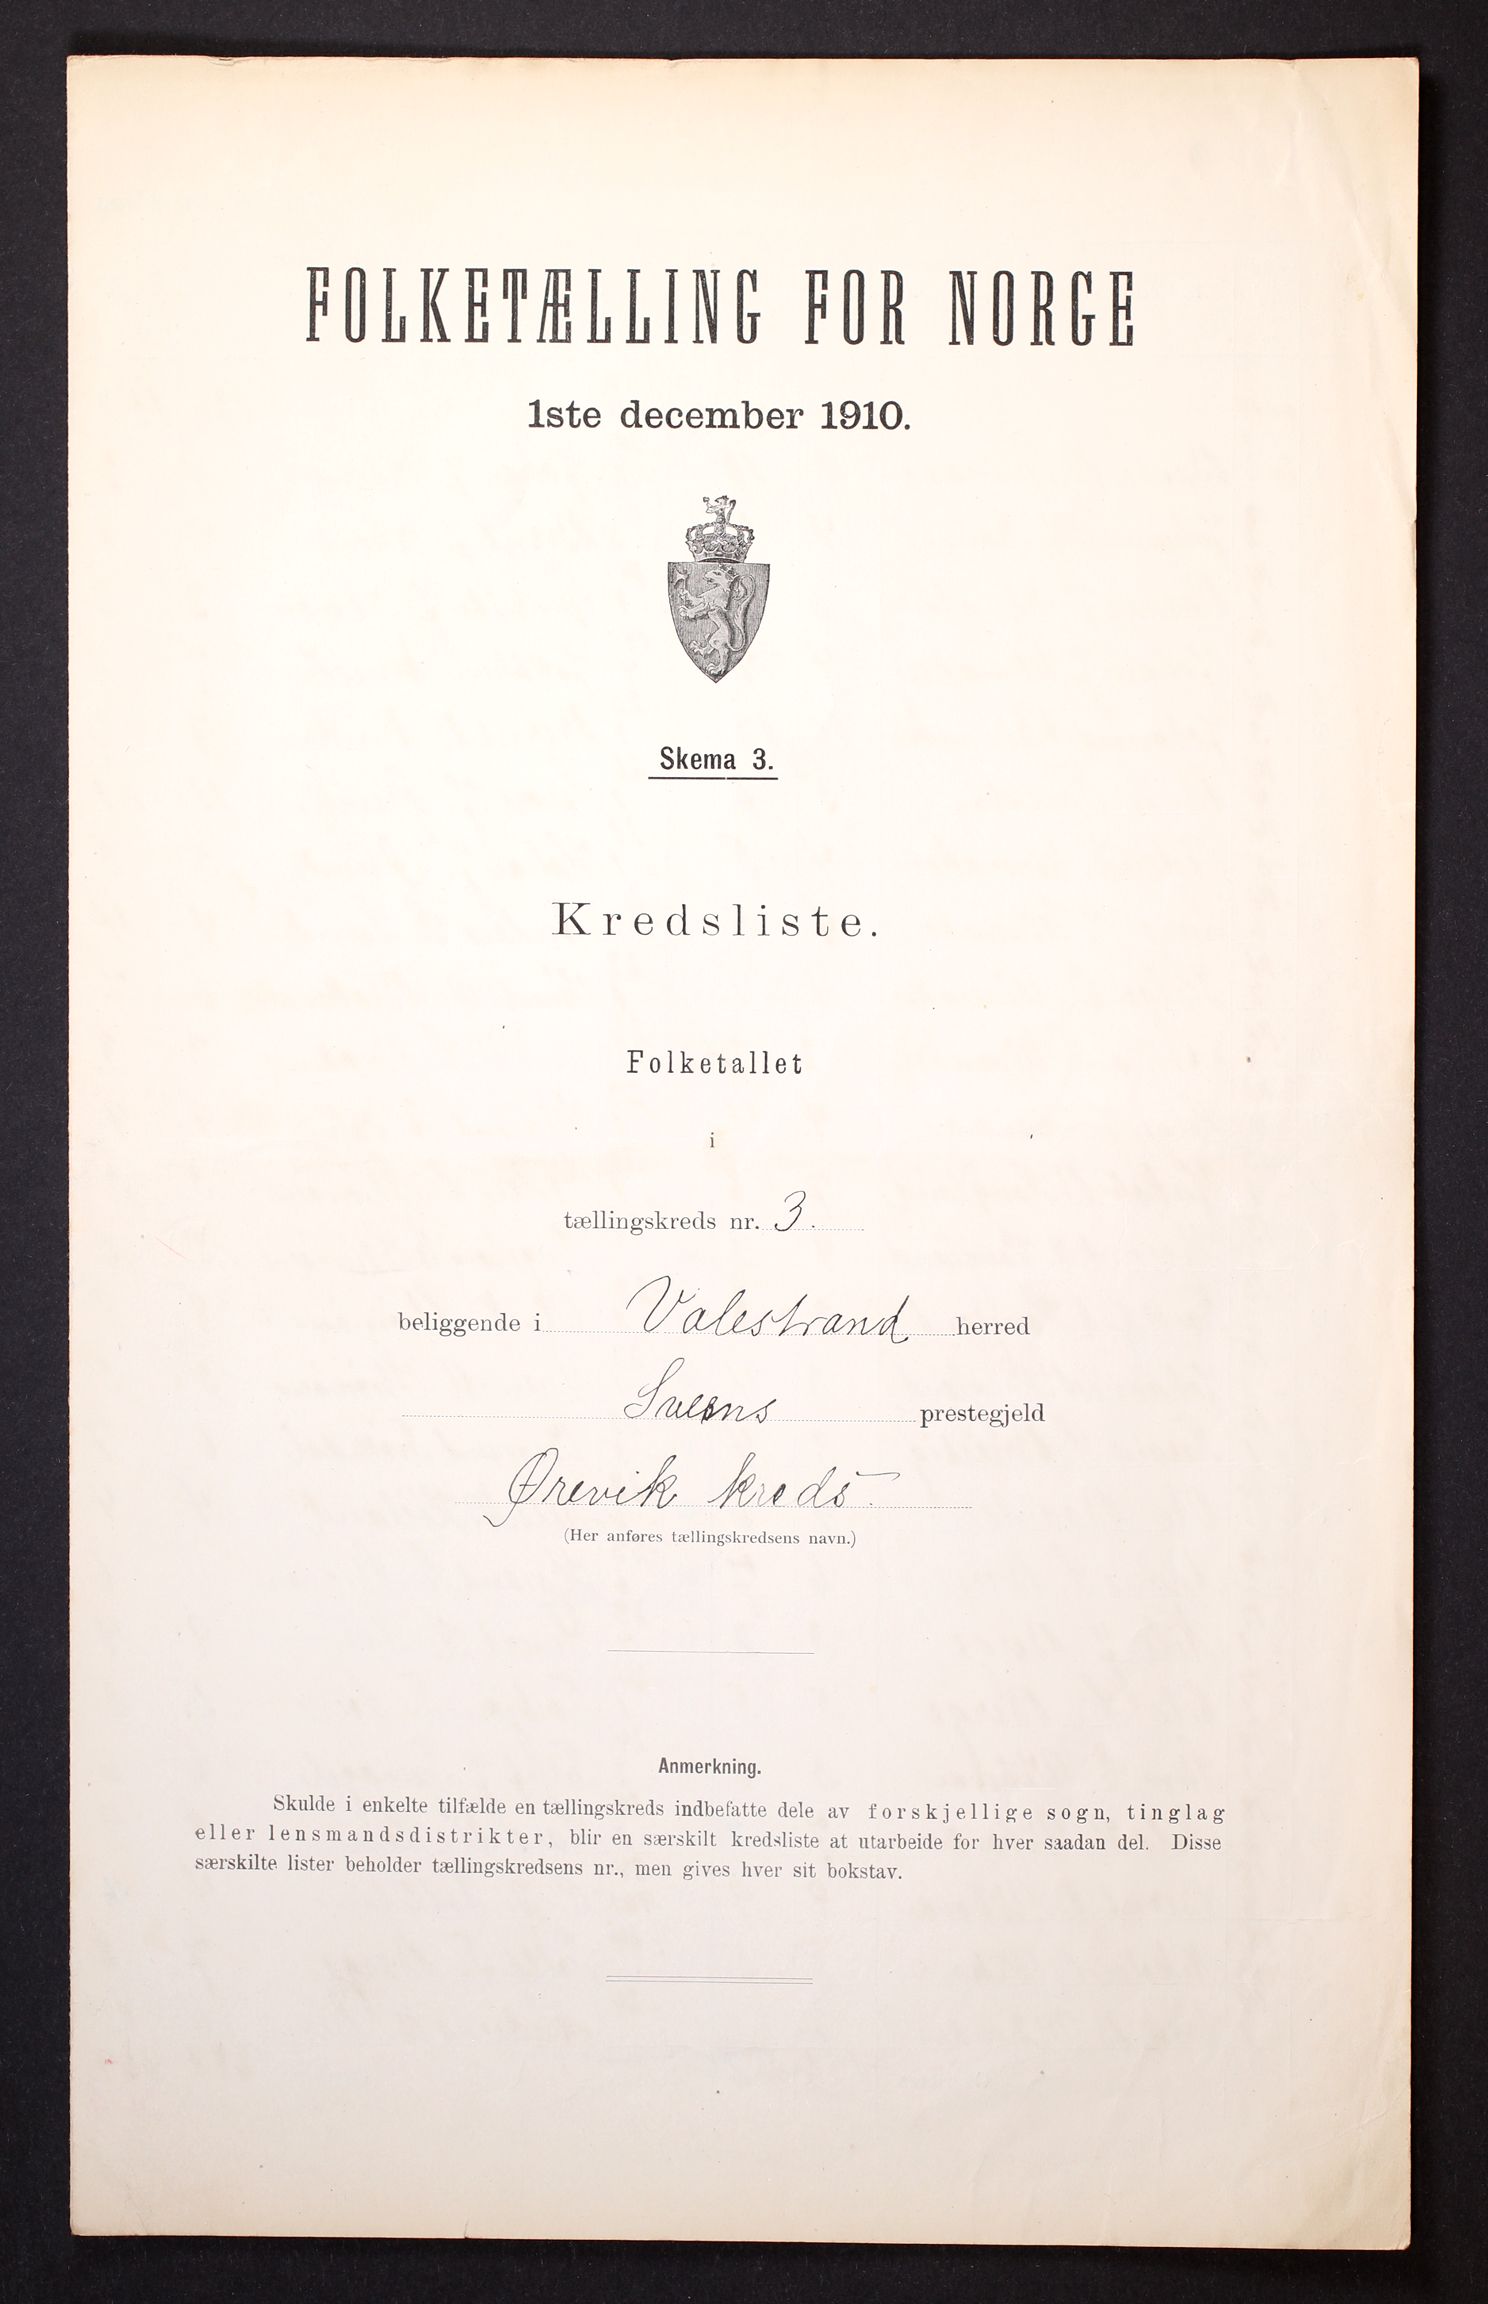 FOLKETÆLLING FOR NORGE
1ste december 1910.
Skema 3.
Kredsliste.
Folketallet
i
tællingskreds nr. 3.
beliggende i Valestrand herred
Sveens prestegjeld
Ørevik kreds.
(Her anføres tællingskredsens navn.)
Anmerkning.
Skulde i enkelte tilfælde en tællingskreds indbefatte dele av forskjellige sogn, tinglag
eller lensmandsdistrikter, blir en særskilt kredsliste at utarbeide for hver saadan del. Disse
særskilte lister beholder tællingskredsens nr., men gives hver sit bokstav.